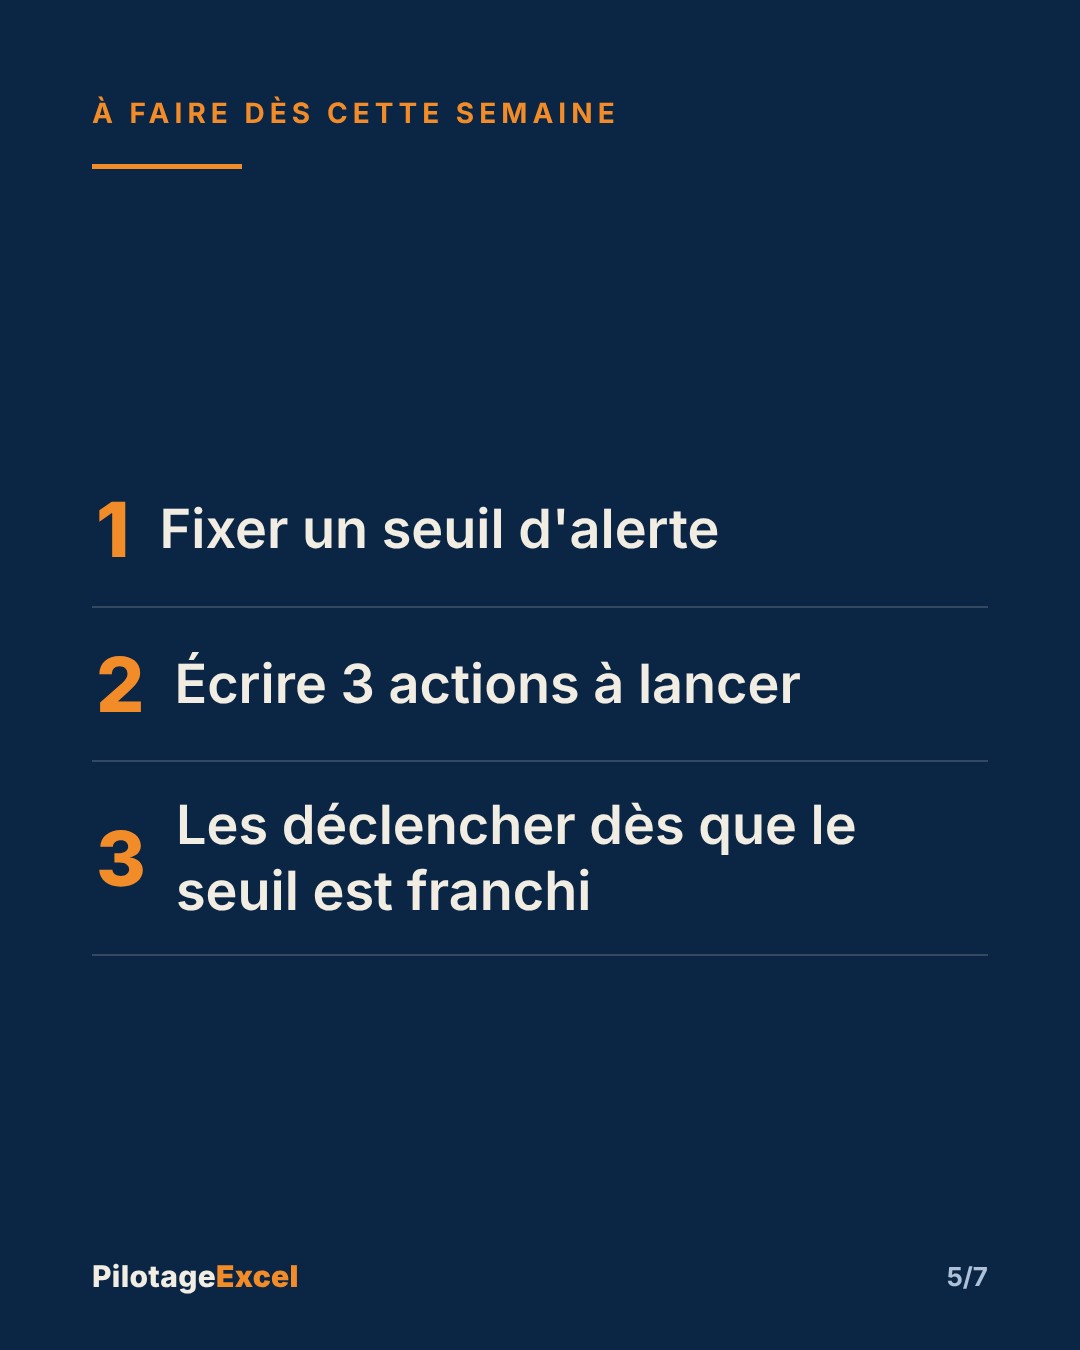 À FAIRE DÈS CETTE SEMAINE
1 Fixer un seuil d'alerte
2 Écrire 3 actions à lancer
3 Les déclencher dès que le
seuil est franchi
PilotageExcel
5/7